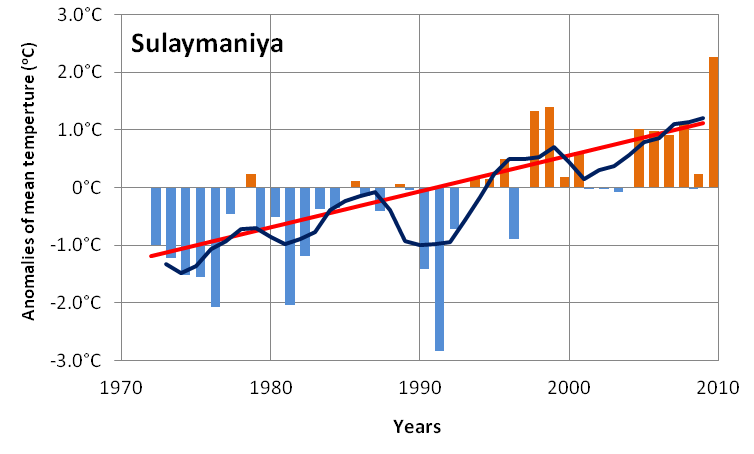 Sulaymaniya
Anomalies of mean temperture (°C)
3.0°C
2.0°C
1.0°C
0°C
-1.0°C
-2.0°C
-3.0°C
1970 1980 1990 2000 2010
Years